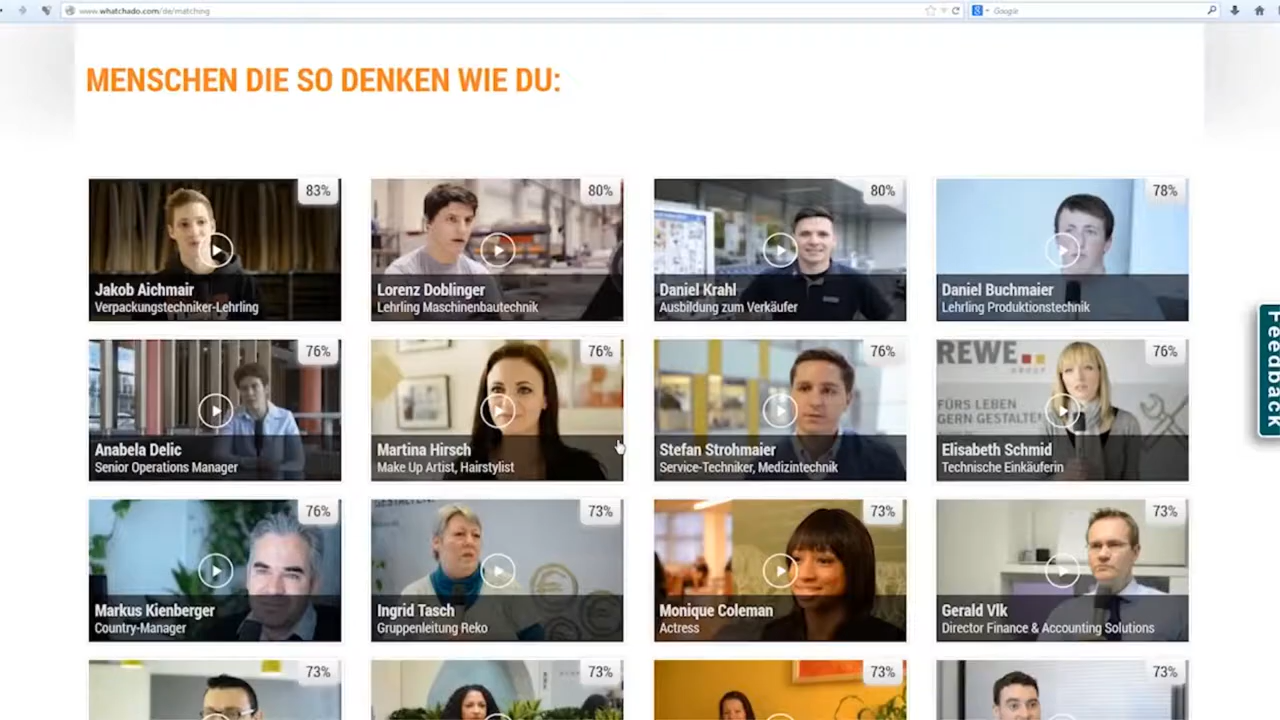 www.whatchado.com/de/matching
Google
MENSCHEN DIE SO DENKEN WIE DU:
83%
Jakob Aichmair
Verpackungstechniker-Lehrling
80%
Lorenz Doblinger
Lehrling Maschinenbautechnik
80%
Daniel Krahl
Ausbildung zum Verkäufer
78%
Daniel Buchmaier
Lehrling Produktionstechnik
Feedback
76%
Anabela Delic
Senior Operations Manager
76%
Martina Hirsch
Make Up Artist, Hairstylist
76%
Stefan Strohmaier
Service-Techniker, Medizintechnik
REWE
GROUP
76%
FÜRS LEBEN
GERN GESTALTEN
Elisabeth Schmid
Technische Einkäuferin
76%
Markus Kienberger
Country-Manager
73%
Ingrid Tasch
Gruppenleitung Reko
73%
Monique Coleman
Actress
73%
Gerald Vlk
Director Finance & Accounting Solutions
73%
73%
73%
73%